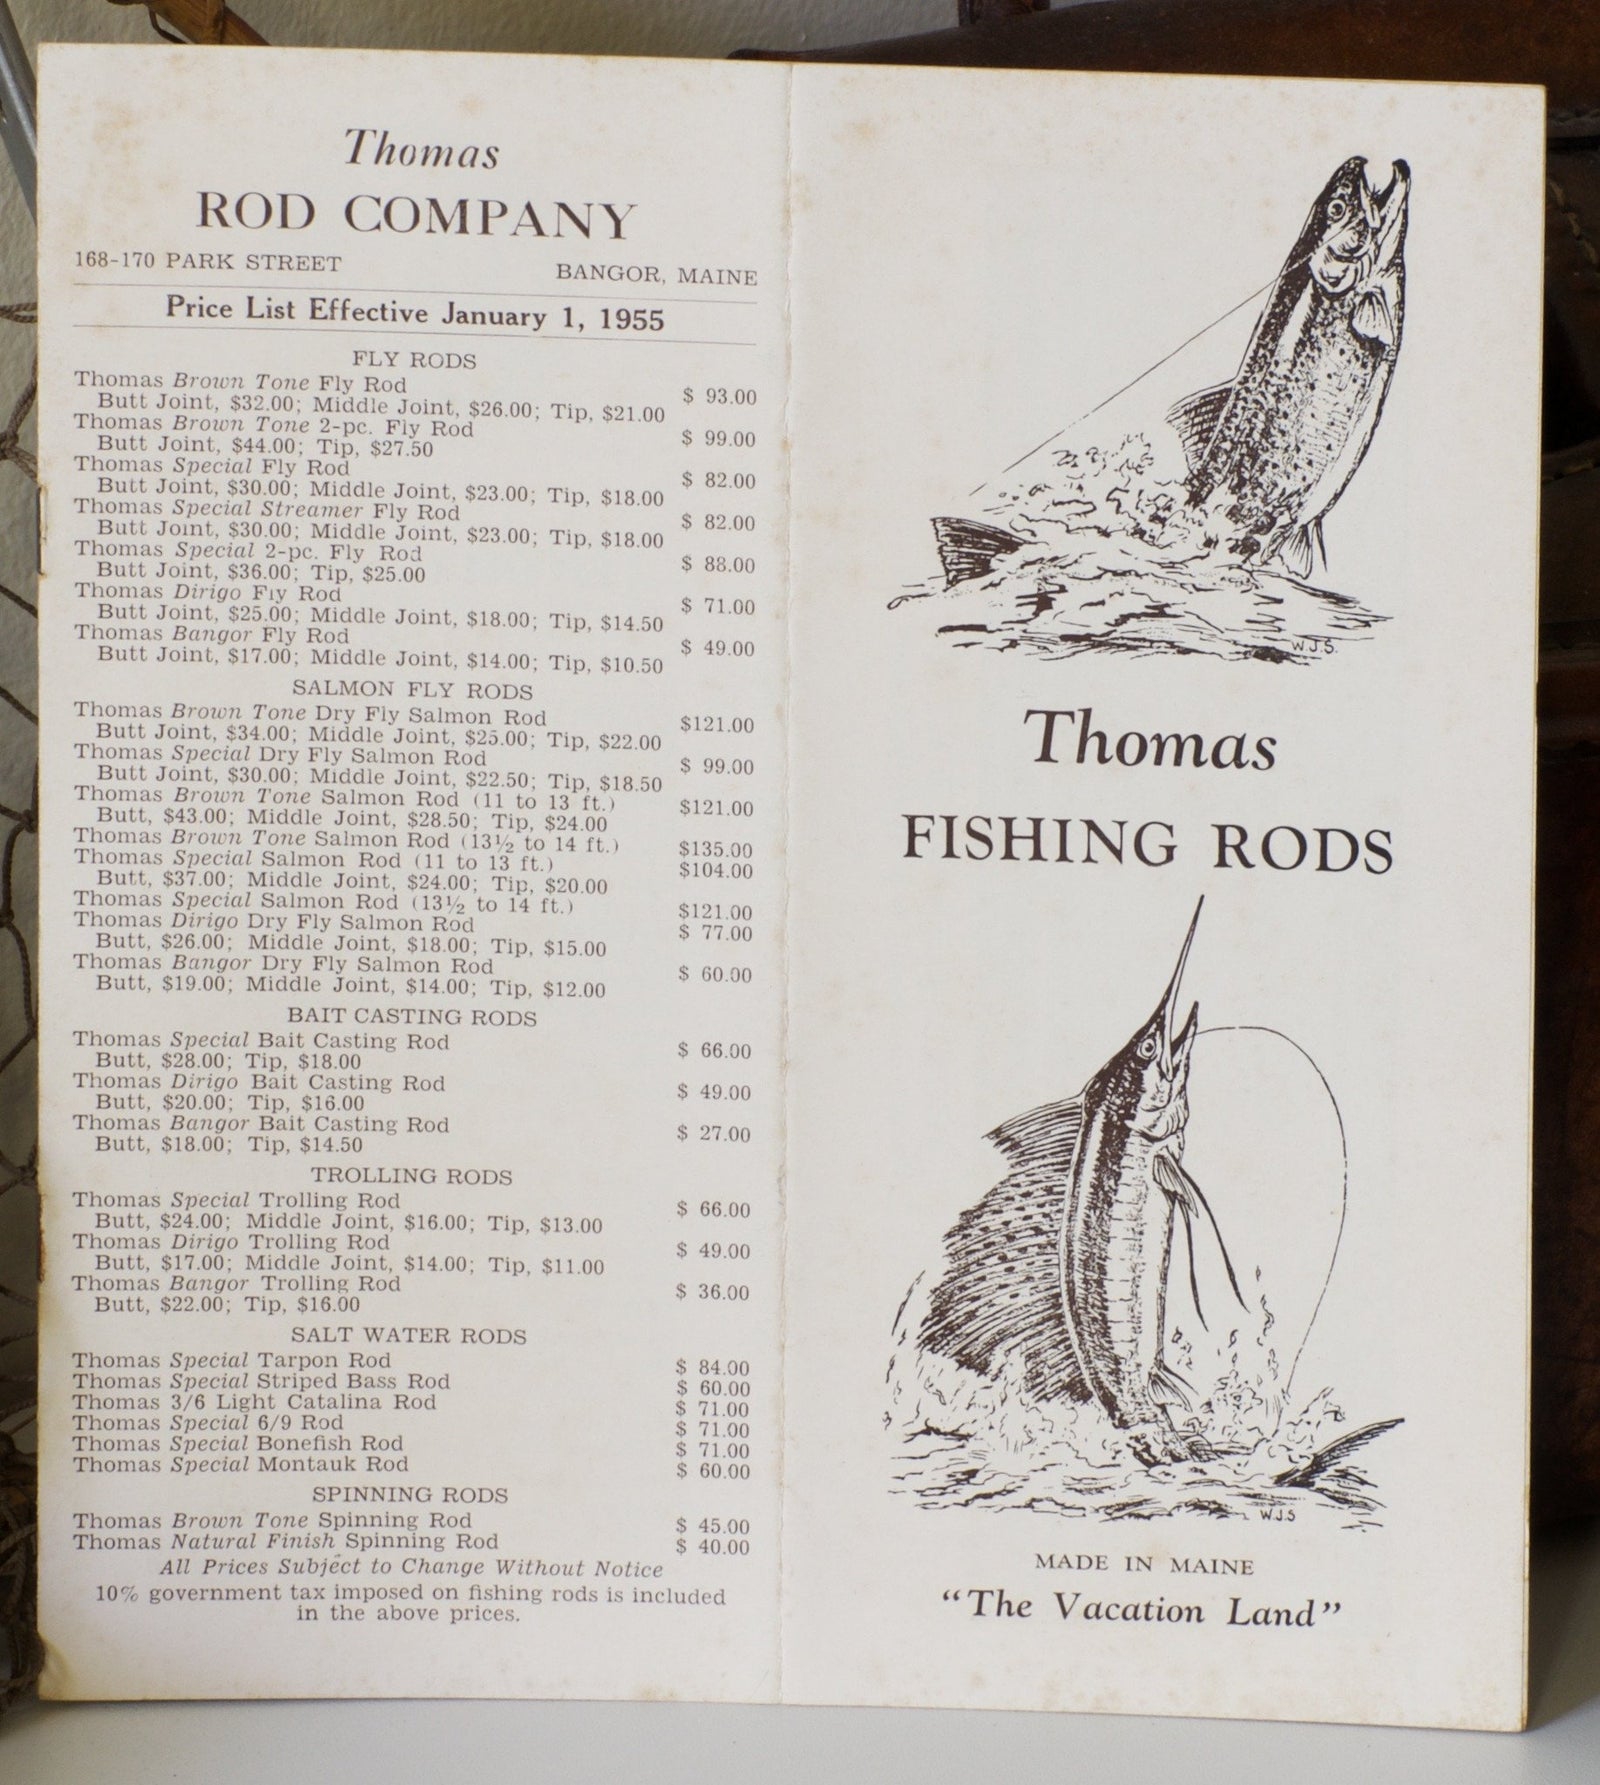 Thomas
ROD COMPANY
168-170 PARK STREET BANGOR, MAINE
Price List Effective January 1, 1955
FLY RODS
Thomas Brown Tone Fly Rod $ 93.00
Butt Joint, $32.00; Middle Joint, $26.00; Tip, $21.00
Thomas Brown Tone 2-pc. Fly Rod $ 99.00
Butt Joint, $44.00; Tip, $27.50
Thomas Special Fly Rod $ 82.00
Butt Joint, $30.00; Middle Joint, $23.00; Tip, $18.00
Thomas Special Streamer Fly Rod $ 82.00
Butt Joint, $30.00; Middle Joint, $23.00; Tip, $18.00
Thomas Special 2-pc. Fly Rod $ 88.00
Butt Joint, $36.00; Tip, $25.00
Thomas Dirigo Fly Rod $ 71.00
Butt Joint, $25.00; Middle Joint, $18.00; Tip, $14.50
Thomas Bangor Fly Rod $ 49.00
Butt Joint, $17.00; Middle Joint, $14.00; Tip, $10.50
SALMON FLY RODS
Thomas Brown Tone Dry Fly Salmon Rod $121.00
Butt Joint, $34.00; Middle Joint, $25.00; Tip, $22.00
Thomas Special Dry Fly Salmon Rod $ 99.00
Butt Joint, $30.00; Middle Joint, $22.50; Tip, $18.50
Thomas Brown Tone Salmon Rod (11 to 13 ft.) $121.00
Butt, $43.00; Middle Joint, $28.50; Tip, $24.00
Thomas Brown Tone Salmon Rod (13½ to 14 ft.) $135.00
Thomas Special Salmon Rod (11 to 13 ft.) $104.00
Butt, $37.00; Middle Joint, $24.00; Tip, $20.00
Thomas Special Salmon Rod (13½ to 14 ft.) $121.00
Thomas Dirigo Dry Fly Salmon Rod $ 77.00
Butt, $26.00; Middle Joint, $18.00; Tip, $15.00
Thomas Bangor Dry Fly Salmon Rod $ 60.00
Butt, $19.00; Middle Joint, $14.00; Tip, $12.00
BAIT CASTING RODS
Thomas Special Bait Casting Rod $ 66.00
Butt, $28.00; Tip, $18.00
Thomas Dirigo Bait Casting Rod $ 49.00
Butt, $20.00; Tip, $16.00
Thomas Bangor Bait Casting Rod $ 27.00
Butt, $18.00; Tip, $14.50
TROLLING RODS
Thomas Special Trolling Rod $ 66.00
Butt, $24.00; Middle Joint, $16.00; Tip, $13.00
Thomas Dirigo Trolling Rod $ 49.00
Butt, $17.00; Middle Joint, $14.00; Tip, $11.00
Thomas Bangor Trolling Rod $ 36.00
Butt, $22.00; Tip, $16.00
SALT WATER RODS
Thomas Special Tarpon Rod $ 84.00
Thomas Special Striped Bass Rod $ 60.00
Thomas 3/6 Light Catalina Rod $ 71.00
Thomas Special 6/9 Rod $ 71.00
Thomas Special Bonefish Rod $ 71.00
Thomas Special Montauk Rod $ 60.00
SPINNING RODS
Thomas Brown Tone Spinning Rod $ 45.00
Thomas Natural Finish Spinning Rod $ 40.00
All Prices Subject to Change Without Notice
10% government tax imposed on fishing rods is included
in the above prices.
W.J.S.
Thomas
FISHING RODS
W.J.S
MADE IN MAINE
"The Vacation Land"